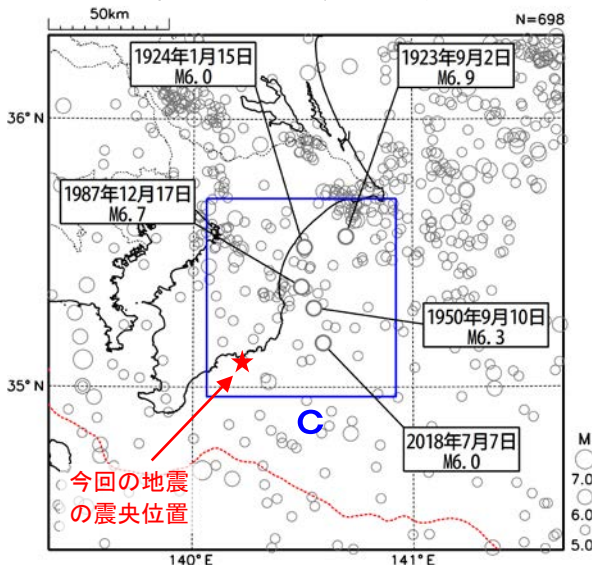 50km
N=698
1924年1月15日
M6.0
1923年9月2日
M6.9
36°N
1987年12月17日
M6.7
1950年9月10日
M6.3
35°N
C
2018年7月7日
M6.0
今回の地震
の震央位置
M
7.0
6.0
5.0
140°E
141°E